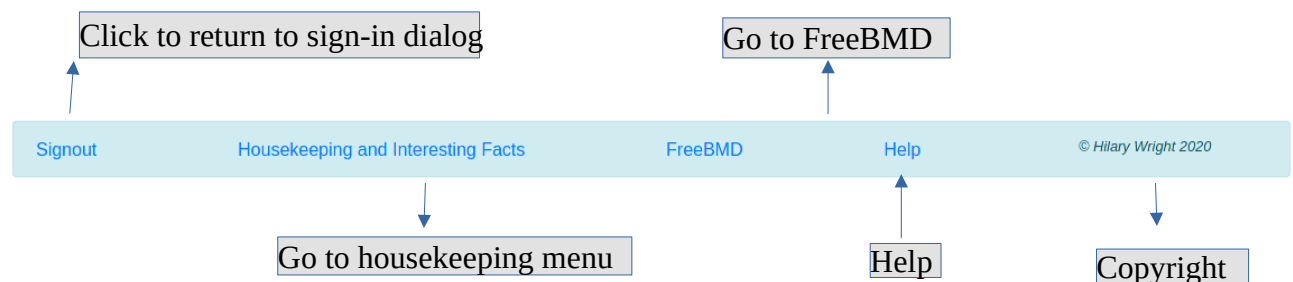 Click to return to sign-in dialog
Go to FreeBMD
Signout
Housekeeping and Interesting Facts
FreeBMD
Help
© Hilary Wright 2020
Go to housekeeping menu
Help
Copyright